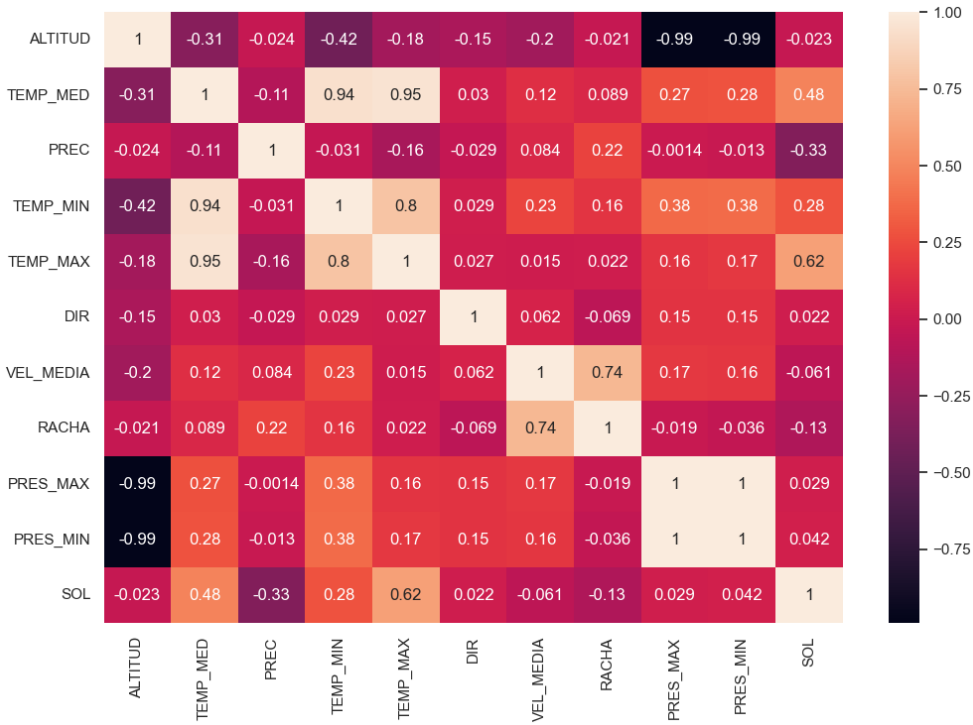 ALTITUD 1 -0.31 -0.024 -0.42 -0.18 -0.15 -0.2 -0.021 -0.99 -0.99 -0.023
TEMP_MED -0.31 1 -0.11 0.94 0.95 0.03 0.12 0.089 0.27 0.28 0.48
PREC -0.024 -0.11 1 -0.031 -0.16 -0.029 0.084 0.22 -0.0014 -0.013 -0.33
TEMP_MIN -0.42 0.94 -0.031 1 0.8 0.029 0.23 0.16 0.38 0.38 0.28
TEMP_MAX -0.18 0.95 -0.16 0.8 1 0.027 0.015 0.022 0.16 0.17 0.62
DIR -0.15 0.03 -0.029 0.029 0.027 1 0.062 -0.069 0.15 0.15 0.022
VEL_MEDIA -0.2 0.12 0.084 0.23 0.015 0.062 1 0.74 0.17 0.16 -0.061
RACHA -0.021 0.089 0.22 0.16 0.022 -0.069 0.74 1 -0.019 -0.036 -0.13
PRES_MAX -0.99 0.27 -0.0014 0.38 0.16 0.15 0.17 -0.019 1 1 0.029
PRES_MIN -0.99 0.28 -0.013 0.38 0.17 0.15 0.16 -0.036 1 1 0.042
SOL -0.023 0.48 -0.33 0.28 0.62 0.022 -0.061 -0.13 0.029 0.042 1
ALTITUD TEMP_MED PREC TEMP_MIN TEMP_MAX DIR VEL_MEDIA RACHA PRES_MAX PRES_MIN SOL
1.00
0.75
0.50
0.25
0.00
−0.25
−0.50
−0.75